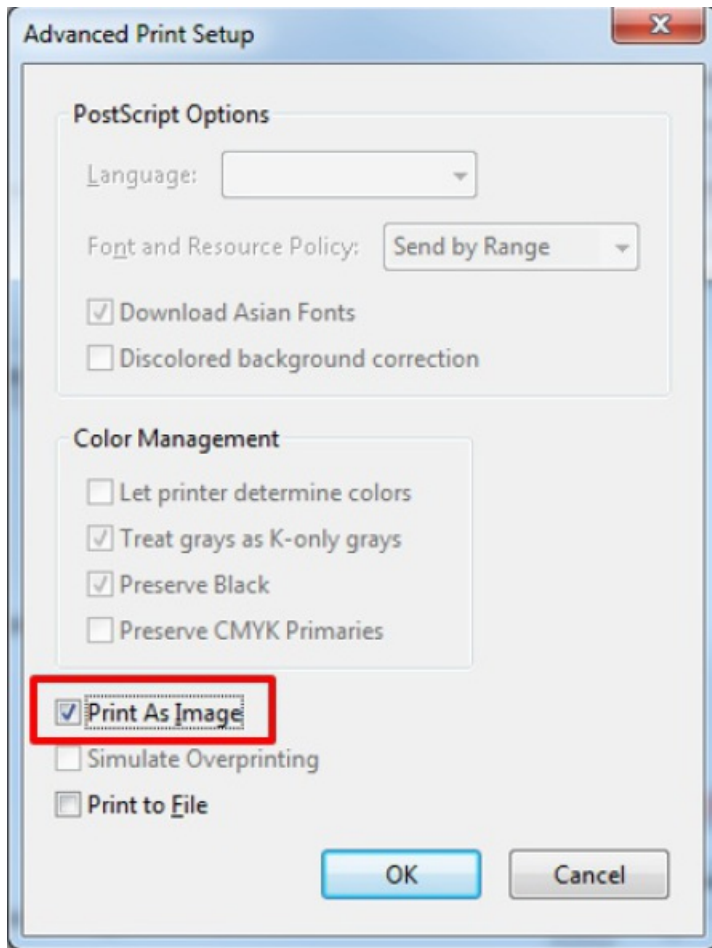 Advanced Print Setup
PostScript Options
Language:
Font and Resource Policy: Send by Range
Download Asian Fonts
Discolored background correction
Color Management
Let printer determine colors
Treat grays as K-only grays
Preserve Black
Preserve CMYK Primaries
Print As Image
Simulate Overprinting
Print to File
OK Cancel